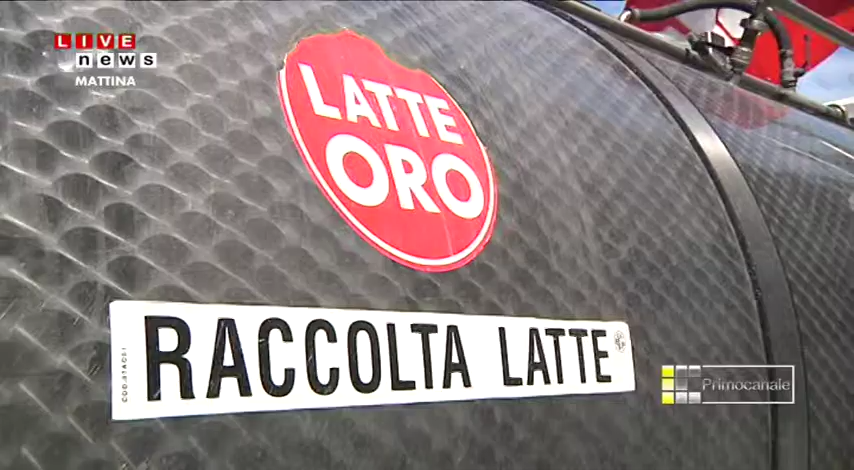 LIVE
news
MATTINA
LATTE
ORO
RACCOLTA LATTE
Primocanale